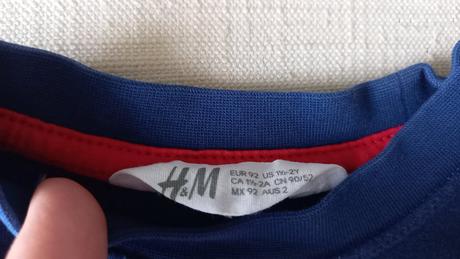 H&M
EUR 92 US 1½-2Y
CA 1½-2A CN 90/52
MX 92 AUS 2